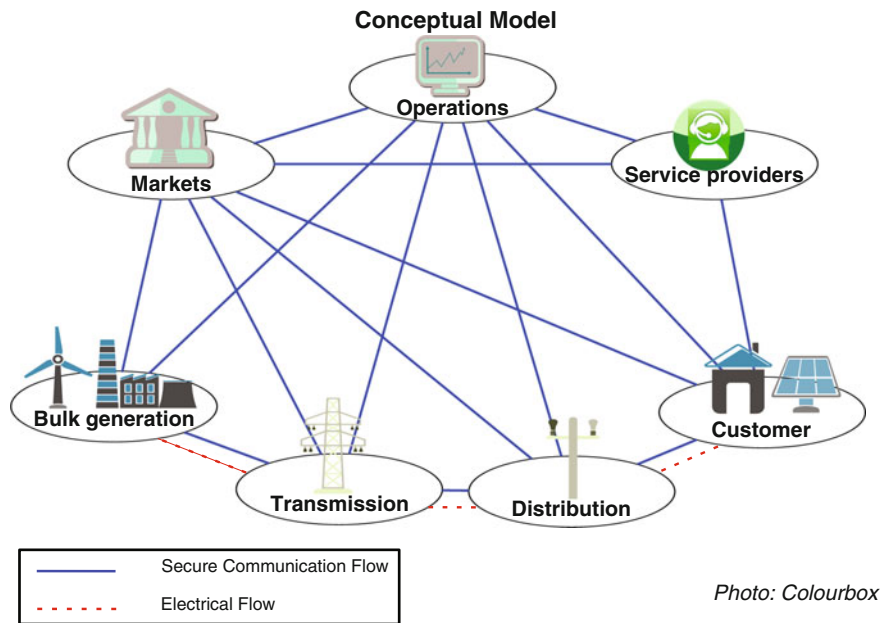 Conceptual Model
Operations
Markets
Service providers
Bulk generation
Customer
Transmission
Distribution
Secure Communication Flow
Electrical Flow
Photo: Colourbox